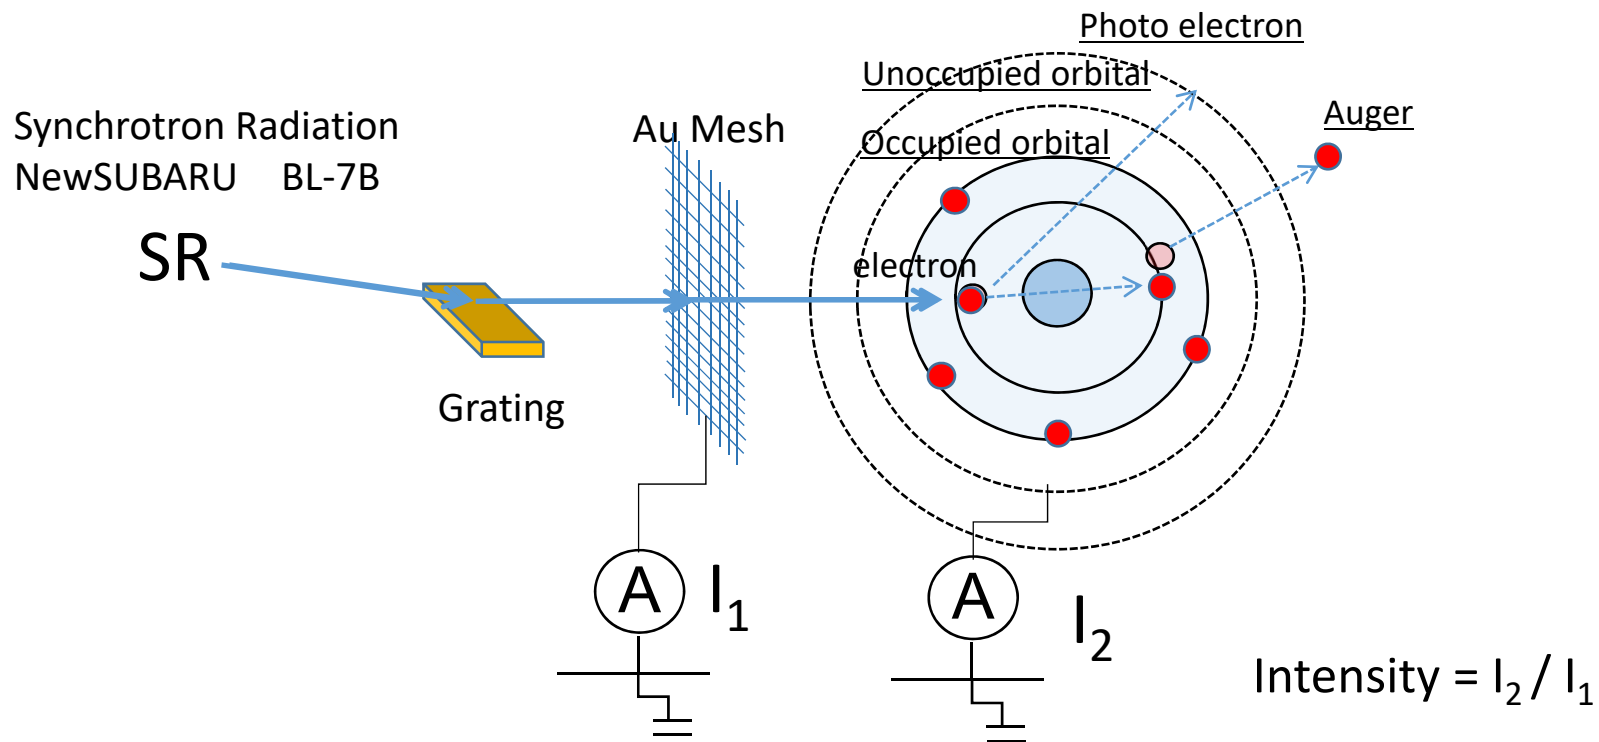 Photo electron
Unoccupied orbital
Auger
Synchrotron Radiation
Au Mesh
Occupied orbital
NewSUBARU BL-7B
SR
electron
Grating
A
I₁
A
I₂
Intensity = I₂ / I₁